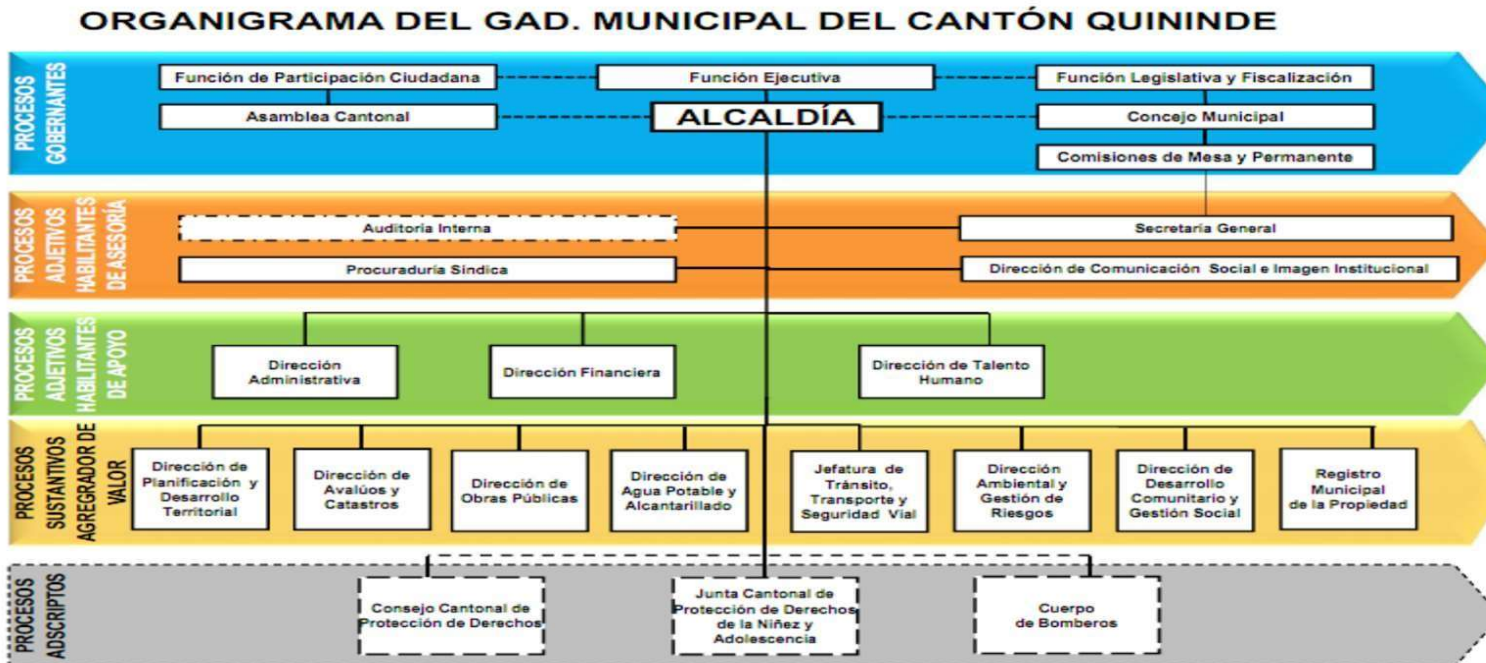 ORGANIGRAMA DEL GAD. MUNICIPAL DEL CANTÓN QUININDE
PROCESOS
GOBERNANTES
Función de Participación Ciudadana
Función Ejecutiva
Función Legislativa y Fiscalización
Asamblea Cantonal
ALCALDÍA
Concejo Municipal
Comisiones de Mesa y Permanente
PROCESOS
ADJETIVOS
HABILITANTES
DE ASESORÍA
Auditoria Interna
Secretaría General
Procuraduría Síndica
Dirección de Comunicación Social e Imagen Institucional
PROCESOS
ADJETIVOS
HABILITANTES
DE APOYO
Dirección
Administrativa
Dirección Financiera
Dirección de Talento
Humano
PROCESOS
SUSTANTIVOS
AGREGRADOR DE
VALOR
Dirección de
Planificación y
Desarrollo
Territorial
Dirección de
Avalúos y
Catastros
Dirección de
Obras Públicas
Dirección de
Agua Potable y
Alcantarillado
Jefatura de
Tránsito,
Transporte y
Seguridad Vial
Dirección
Ambiental y
Gestión de
Riesgos
Dirección de
Desarrollo
Comunitario y
Gestión Social
Registro
Municipal
de la Propiedad
PROCESOS
ADSCRIPTOS
Consejo Cantonal de
Protección de Derechos
Junta Cantonal de
Protección de Derechos
de la Niñez y
Adolescencia
Cuerpo
de Bomberos